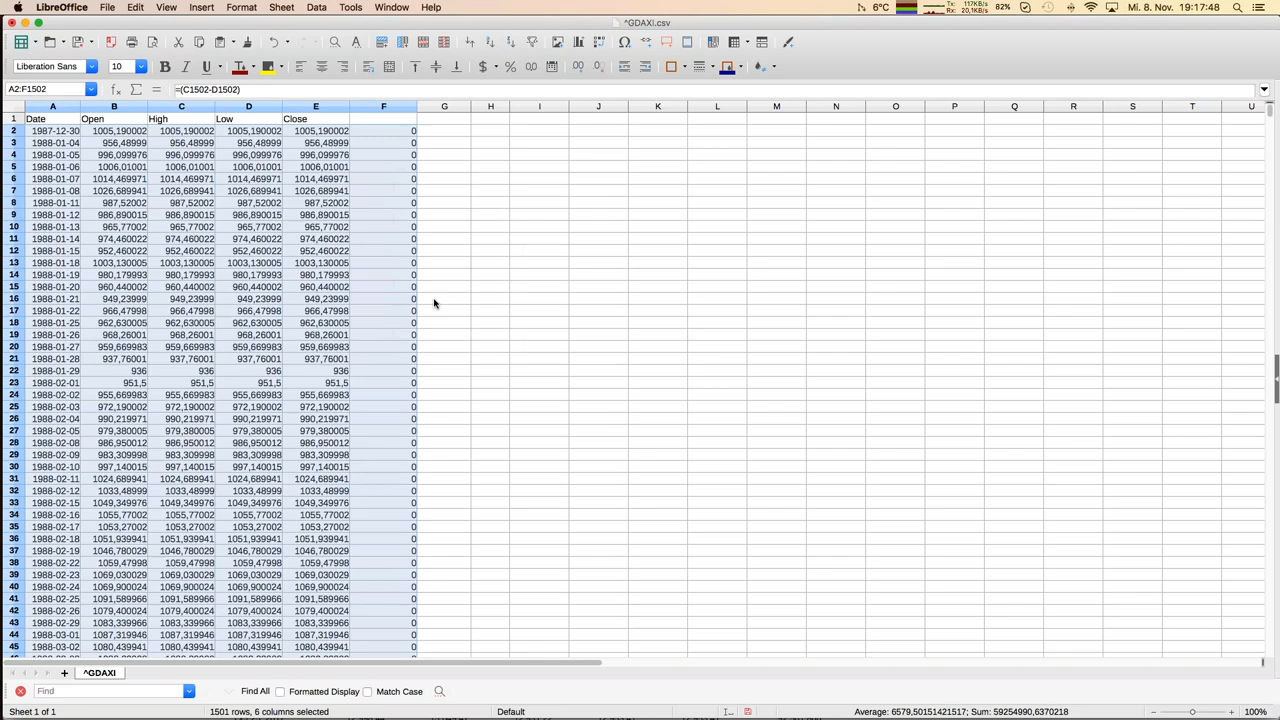 LibreOffice File Edit View Insert Format Sheet Data Tools Window Help 6°C Tx: 117KB/s Rx: 20,1KB/s 82% Mi. 8. Nov. 19:17:48
^GDAXI.csv
Liberation Sans 10
A2:F1502 =(C1502-D1502)
A B C D E F G H I J K L M N O P Q R S T U
1 Date Open High Low Close
2 1987-12-30 1005,190002 1005,190002 1005,190002 1005,190002 0
3 1988-01-04 956,48999 956,48999 956,48999 956,48999 0
4 1988-01-05 996,099976 996,099976 996,099976 996,099976 0
5 1988-01-06 1006,01001 1006,01001 1006,01001 1006,01001 0
6 1988-01-07 1014,469971 1014,469971 1014,469971 1014,469971 0
7 1988-01-08 1026,689941 1026,689941 1026,689941 1026,689941 0
8 1988-01-11 987,52002 987,52002 987,52002 987,52002 0
9 1988-01-12 986,890015 986,890015 986,890015 986,890015 0
10 1988-01-13 965,77002 965,77002 965,77002 965,77002 0
11 1988-01-14 974,460022 974,460022 974,460022 974,460022 0
12 1988-01-15 952,460022 952,460022 952,460022 952,460022 0
13 1988-01-18 1003,130005 1003,130005 1003,130005 1003,130005 0
14 1988-01-19 980,179993 980,179993 980,179993 980,179993 0
15 1988-01-20 960,440002 960,440002 960,440002 960,440002 0
16 1988-01-21 949,23999 949,23999 949,23999 949,23999 0
17 1988-01-22 966,47998 966,47998 966,47998 966,47998 0
18 1988-01-25 962,630005 962,630005 962,630005 962,630005 0
19 1988-01-26 968,26001 968,26001 968,26001 968,26001 0
20 1988-01-27 959,669983 959,669983 959,669983 959,669983 0
21 1988-01-28 937,76001 937,76001 937,76001 937,76001 0
22 1988-01-29 936 936 936 936 0
23 1988-02-01 951,5 951,5 951,5 951,5 0
24 1988-02-02 955,669983 955,669983 955,669983 955,669983 0
25 1988-02-03 972,190002 972,190002 972,190002 972,190002 0
26 1988-02-04 990,219971 990,219971 990,219971 990,219971 0
27 1988-02-05 979,380005 979,380005 979,380005 979,380005 0
28 1988-02-08 986,950012 986,950012 986,950012 986,950012 0
29 1988-02-09 983,309998 983,309998 983,309998 983,309998 0
30 1988-02-10 997,140015 997,140015 997,140015 997,140015 0
31 1988-02-11 1024,689941 1024,689941 1024,689941 1024,689941 0
32 1988-02-12 1033,48999 1033,48999 1033,48999 1033,48999 0
33 1988-02-15 1049,349976 1049,349976 1049,349976 1049,349976 0
34 1988-02-16 1055,77002 1055,77002 1055,77002 1055,77002 0
35 1988-02-17 1053,27002 1053,27002 1053,27002 1053,27002 0
36 1988-02-18 1051,939941 1051,939941 1051,939941 1051,939941 0
37 1988-02-19 1046,780029 1046,780029 1046,780029 1046,780029 0
38 1988-02-22 1059,47998 1059,47998 1059,47998 1059,47998 0
39 1988-02-23 1069,030029 1069,030029 1069,030029 1069,030029 0
40 1988-02-24 1069,900024 1069,900024 1069,900024 1069,900024 0
41 1988-02-25 1091,589966 1091,589966 1091,589966 1091,589966 0
42 1988-02-26 1079,400024 1079,400024 1079,400024 1079,400024 0
43 1988-02-29 1083,339966 1083,339966 1083,339966 1083,339966 0
44 1988-03-01 1087,319946 1087,319946 1087,319946 1087,319946 0
45 1988-03-02 1080,439941 1080,439941 1080,439941 1080,439941 0
^GDAXI
Find Find All Formatted Display Match Case
Sheet 1 of 1 1501 rows, 6 columns selected Default Average: 6579,50151421517; Sum: 59254990,6370218 100%